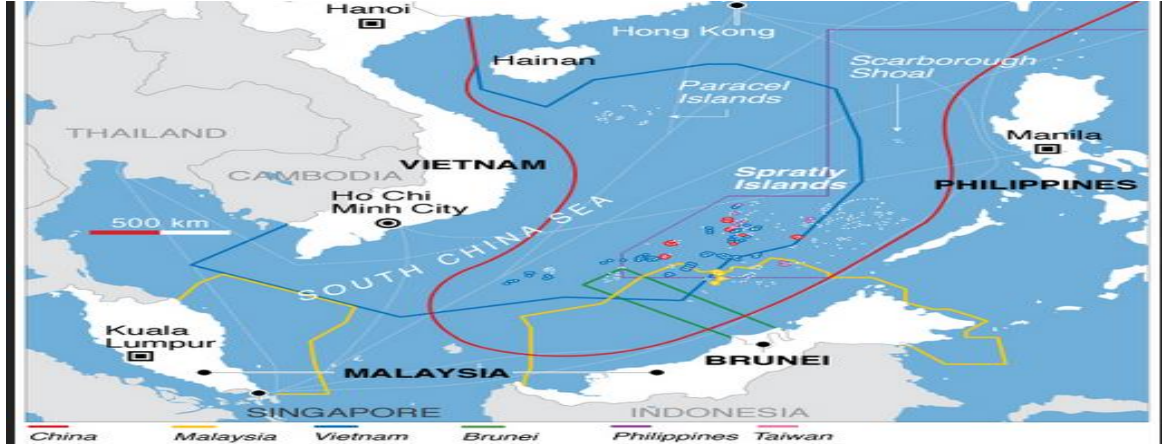 Hanoi
Hong Kong
Hainan
Scarborough
Shoal
Paracel
Islands
THAILAND
Manila
VIETNAM
CAMBODIA
Spratly
Islands
PHILIPPINES
Ho Chi
Minh City
500 km
SOUTH CHINA SEA
Kuala
Lumpur
BRUNEI
MALAYSIA
SINGAPORE
INDONESIA
China
Malaysia
Vietnam
Brunei
Philippines
Taiwan